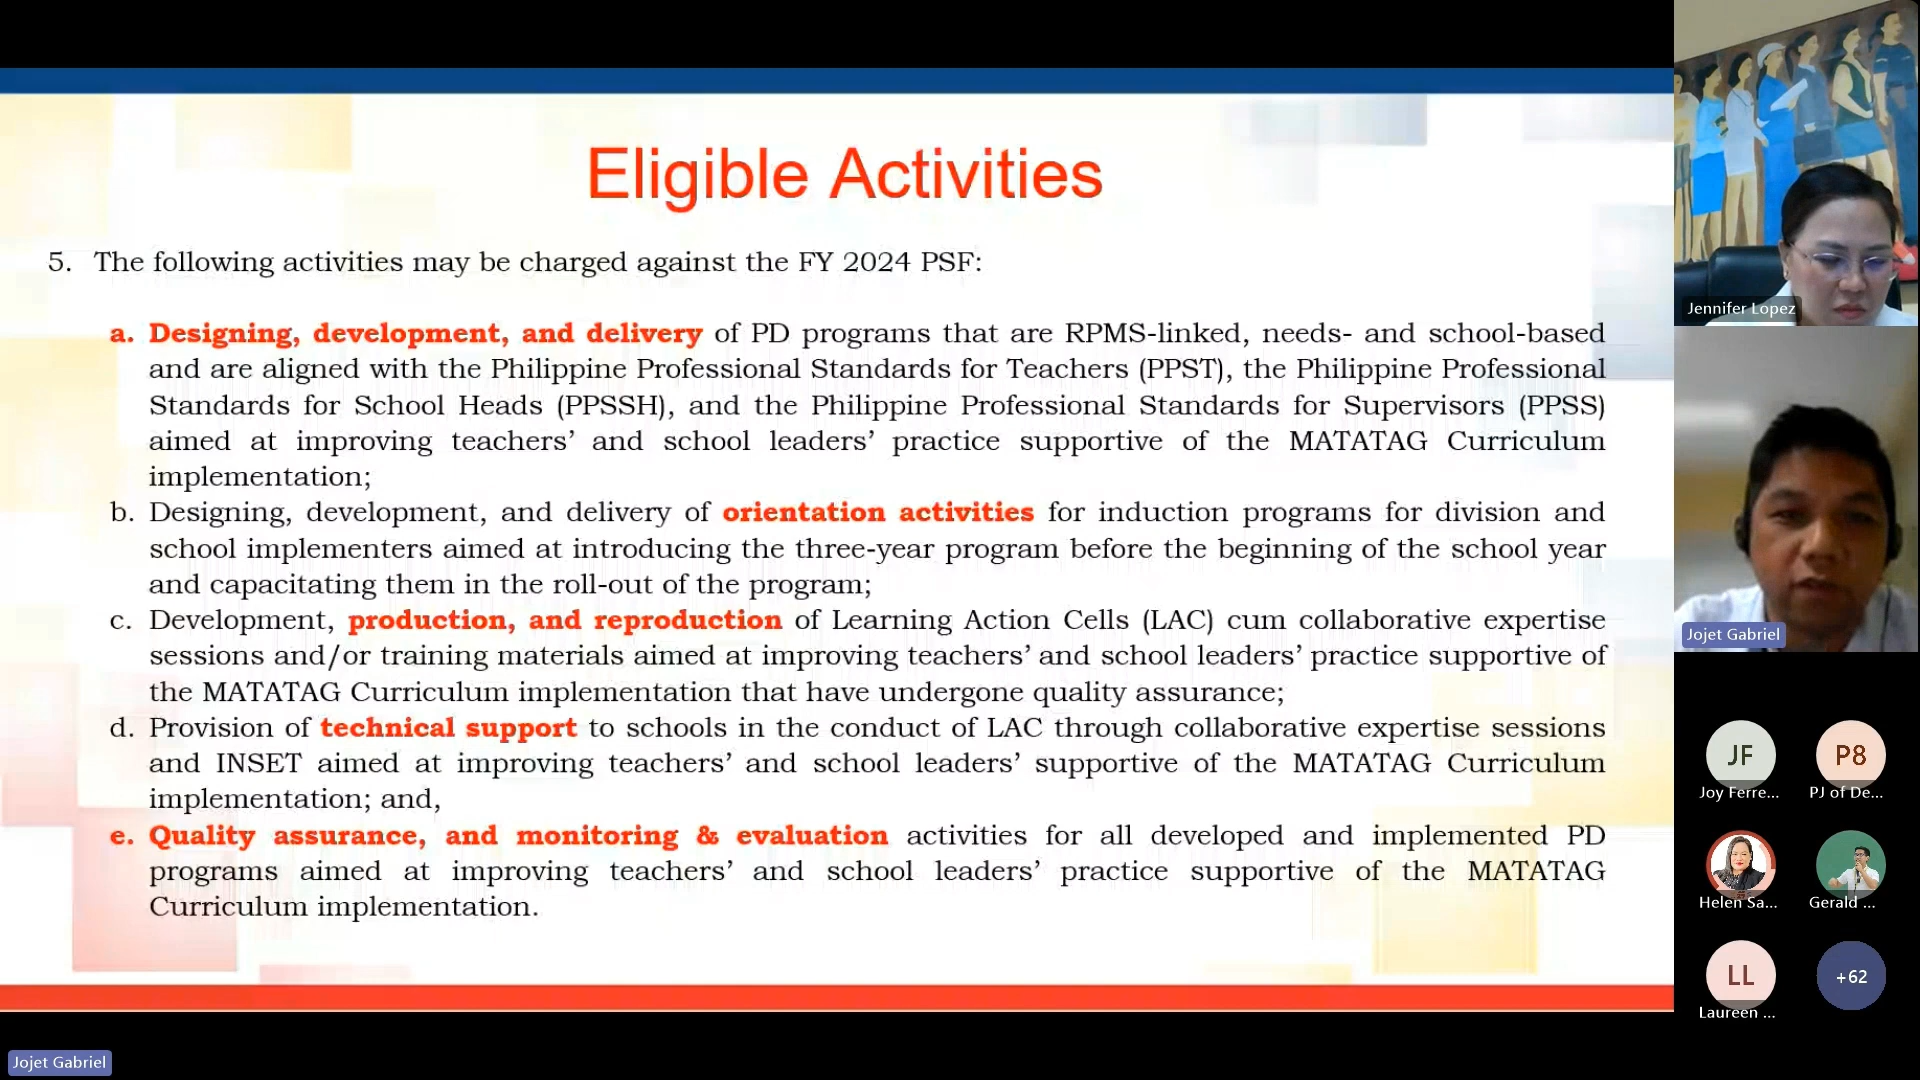 Eligible Activities
5. The following activities may be charged against the FY 2024 PSF:
a. Designing, development, and delivery of PD programs that are RPMS-linked, needs- and school-based
and are aligned with the Philippine Professional Standards for Teachers (PPST), the Philippine Professional
Standards for School Heads (PPSSH), and the Philippine Professional Standards for Supervisors (PPSS)
aimed at improving teachers’ and school leaders’ practice supportive of the MATATAG Curriculum
implementation;
b. Designing, development, and delivery of orientation activities for induction programs for division and
school implementers aimed at introducing the three-year program before the beginning of the school year
and capacitating them in the roll-out of the program;
c. Development, production, and reproduction of Learning Action Cells (LAC) cum collaborative expertise
sessions and/or training materials aimed at improving teachers’ and school leaders’ practice supportive of
the MATATAG Curriculum implementation that have undergone quality assurance;
d. Provision of technical support to schools in the conduct of LAC through collaborative expertise sessions
and INSET aimed at improving teachers’ and school leaders’ supportive of the MATATAG Curriculum
implementation; and,
e. Quality assurance, and monitoring & evaluation activities for all developed and implemented PD
programs aimed at improving teachers’ and school leaders’ practice supportive of the MATATAG
Curriculum implementation.
Jojet Gabriel
Jennifer Lopez
Jojet Gabriel
JF
Joy Ferre...
P8
PJ of De...
Helen Sa...
Gerald ...
LL
Laureen ...
+62